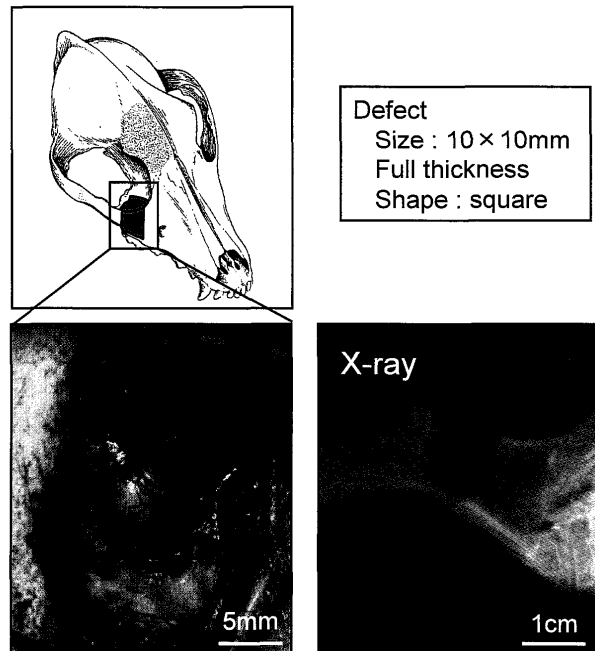 Defect
Size : 10×10mm
Full thickness
Shape : square
X-ray
5mm
1cm